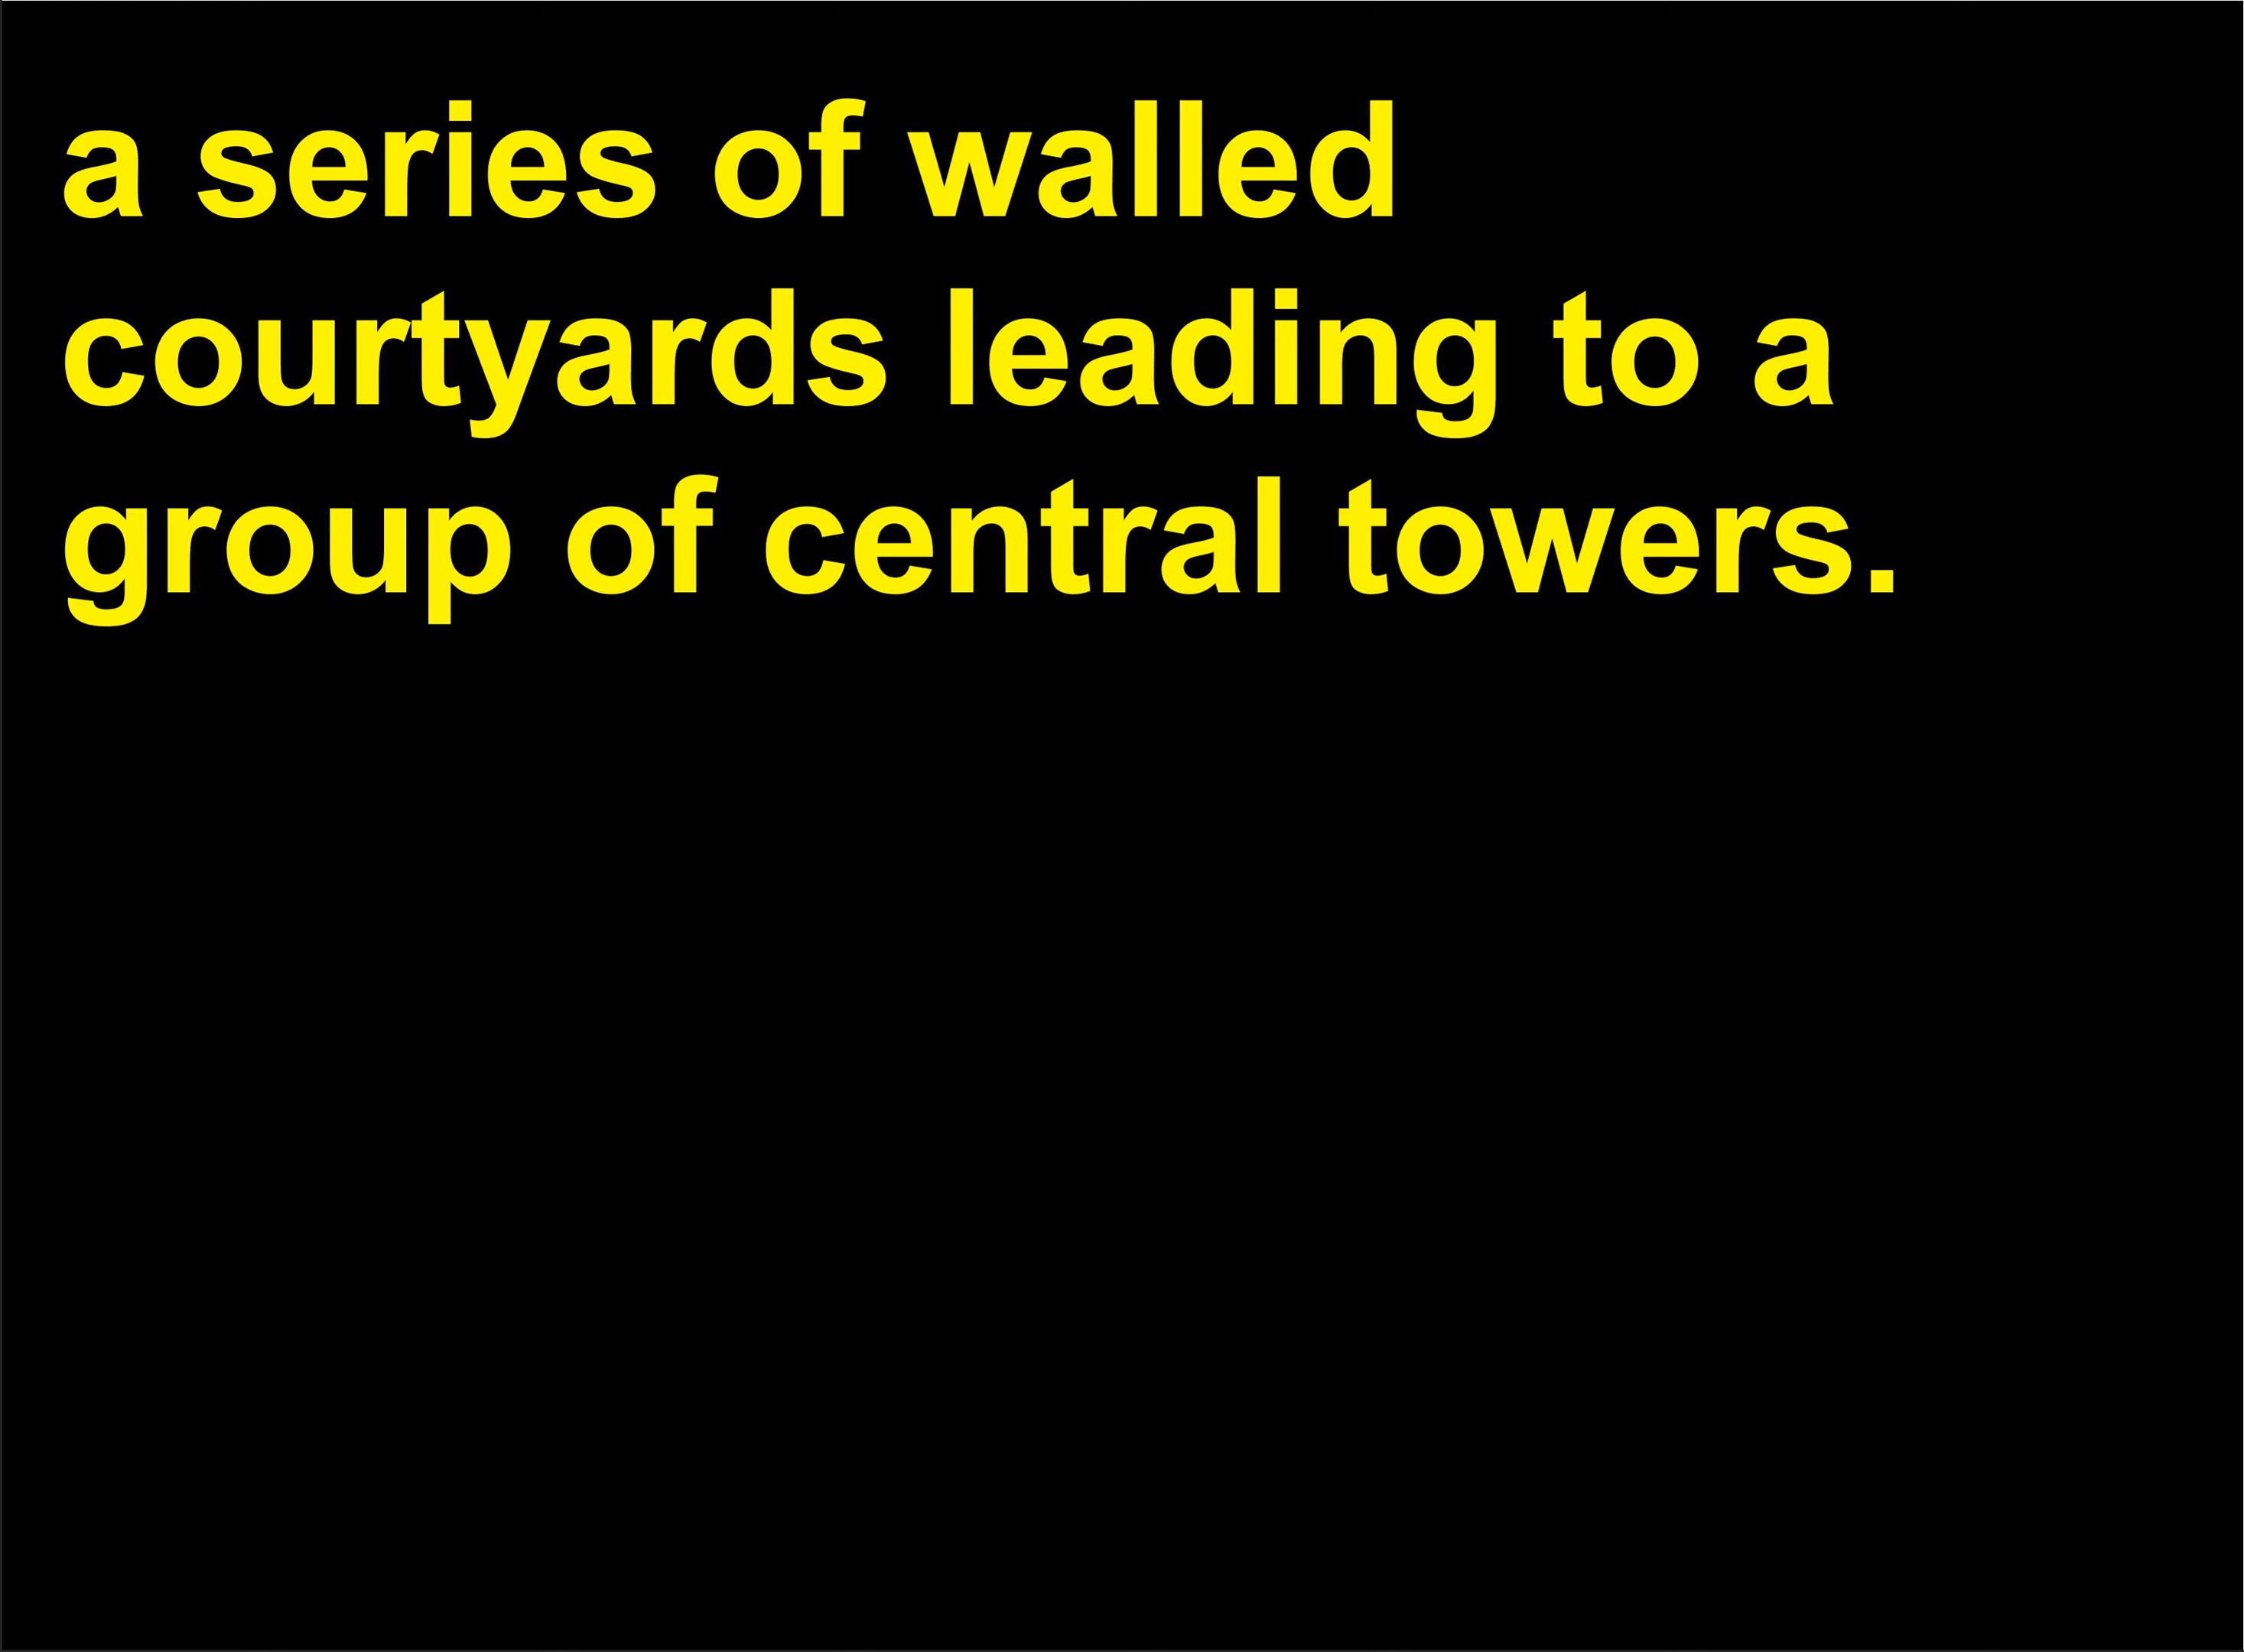 a series of walled
courtyards leading to a
group of central towers.